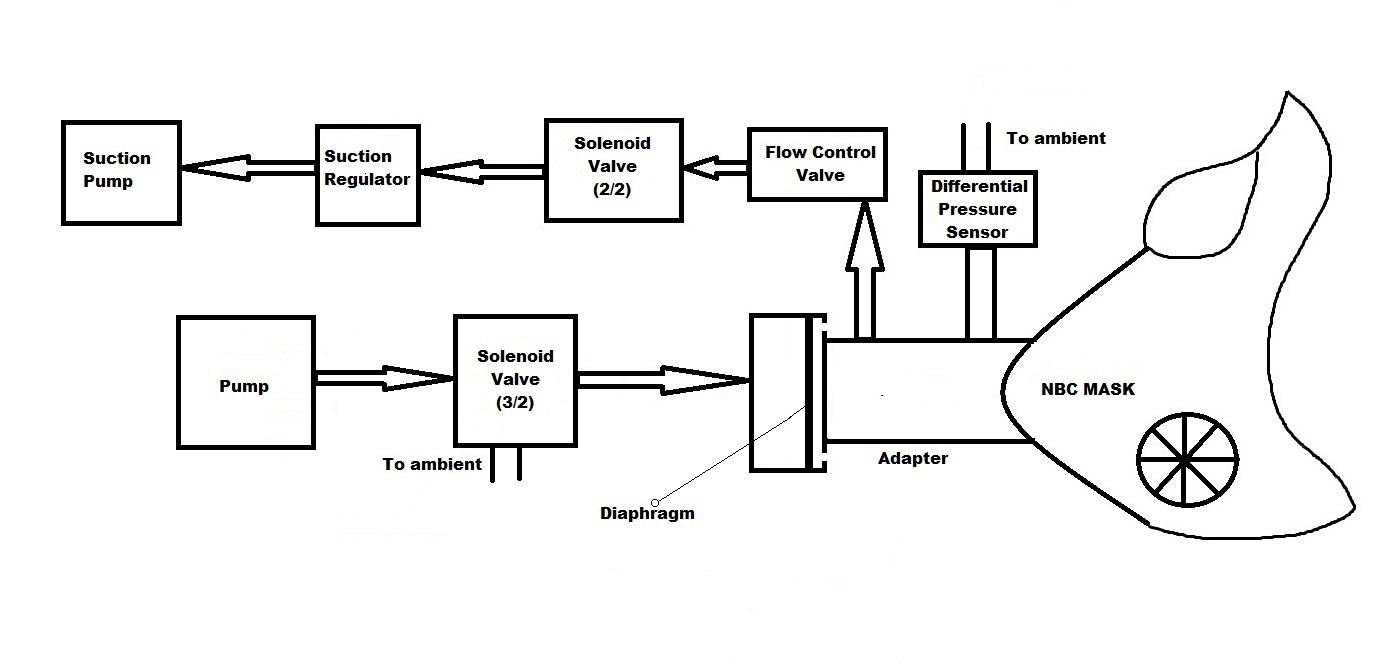 Suction
Pump
Suction
Regulator
Solenoid
Valve
(2/2)
Flow Control
Valve
To ambient
Differential
Pressure
Sensor
Pump
Solenoid
Valve
(3/2)
To ambient
Diaphragm
Adapter
NBC MASK